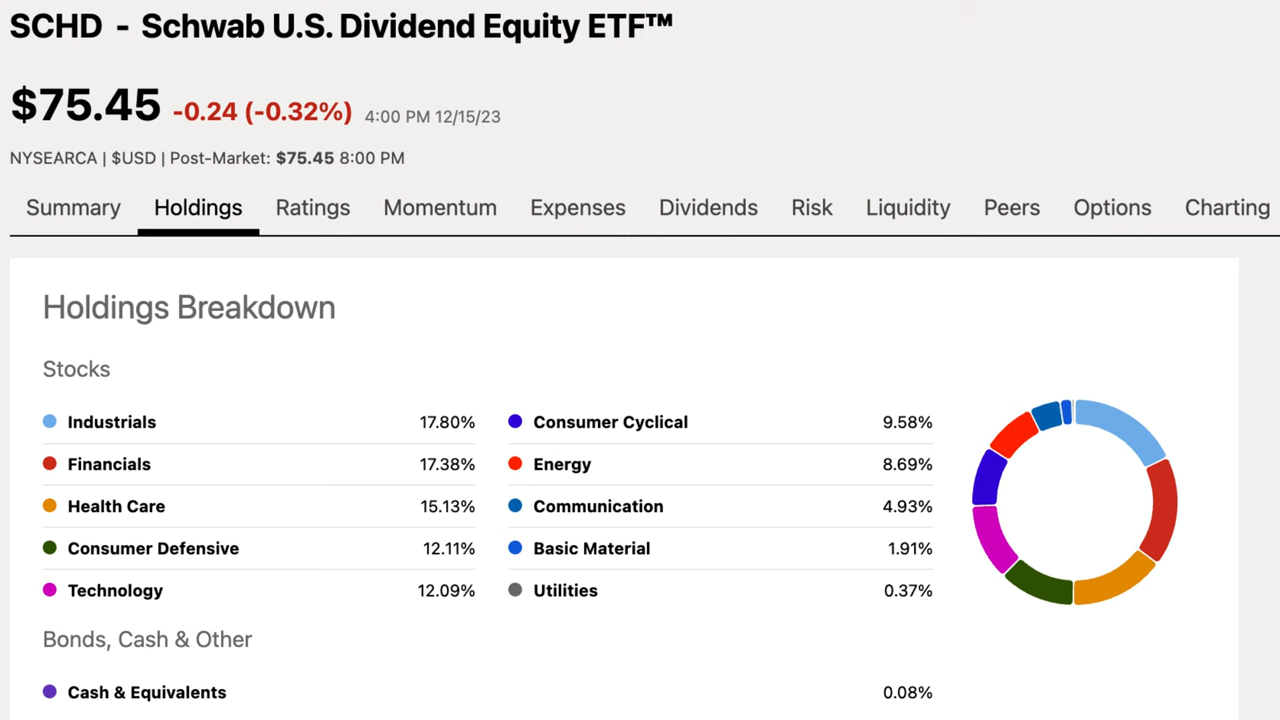 SCHD - Schwab U.S. Dividend Equity ETF™
$75.45 -0.24 (-0.32%) 4:00 PM 12/15/23
NYSEARCA | $USD | Post-Market: $75.45 8:00 PM
Summary Holdings Ratings Momentum Expenses Dividends Risk Liquidity Peers Options Charting
Holdings Breakdown
Stocks
Industrials 17.80% Consumer Cyclical 9.58%
Financials 17.38% Energy 8.69%
Health Care 15.13% Communication 4.93%
Consumer Defensive 12.11% Basic Material 1.91%
Technology 12.09% Utilities 0.37%
Bonds, Cash & Other
Cash & Equivalents 0.08%